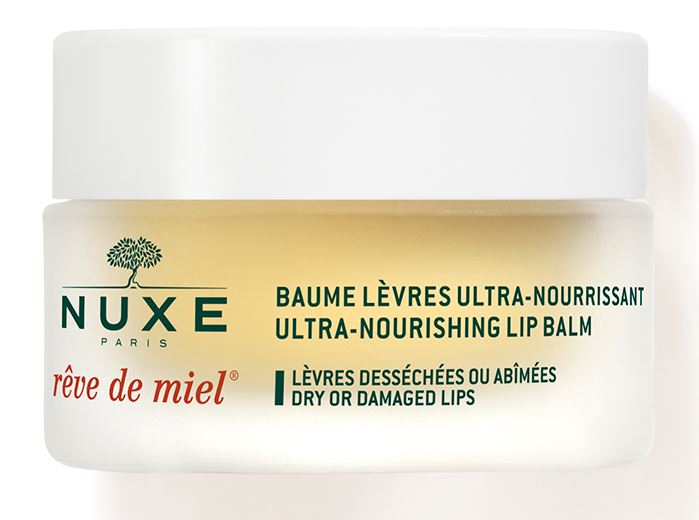 NUXE
PARIS
rêve de miel®
BAUME LÈVRES ULTRA-NOURRISSANT
ULTRA-NOURISHING LIP BALM
LÈVRES DESSÉCHÉES OU ABÎMÉES
DRY OR DAMAGED LIPS